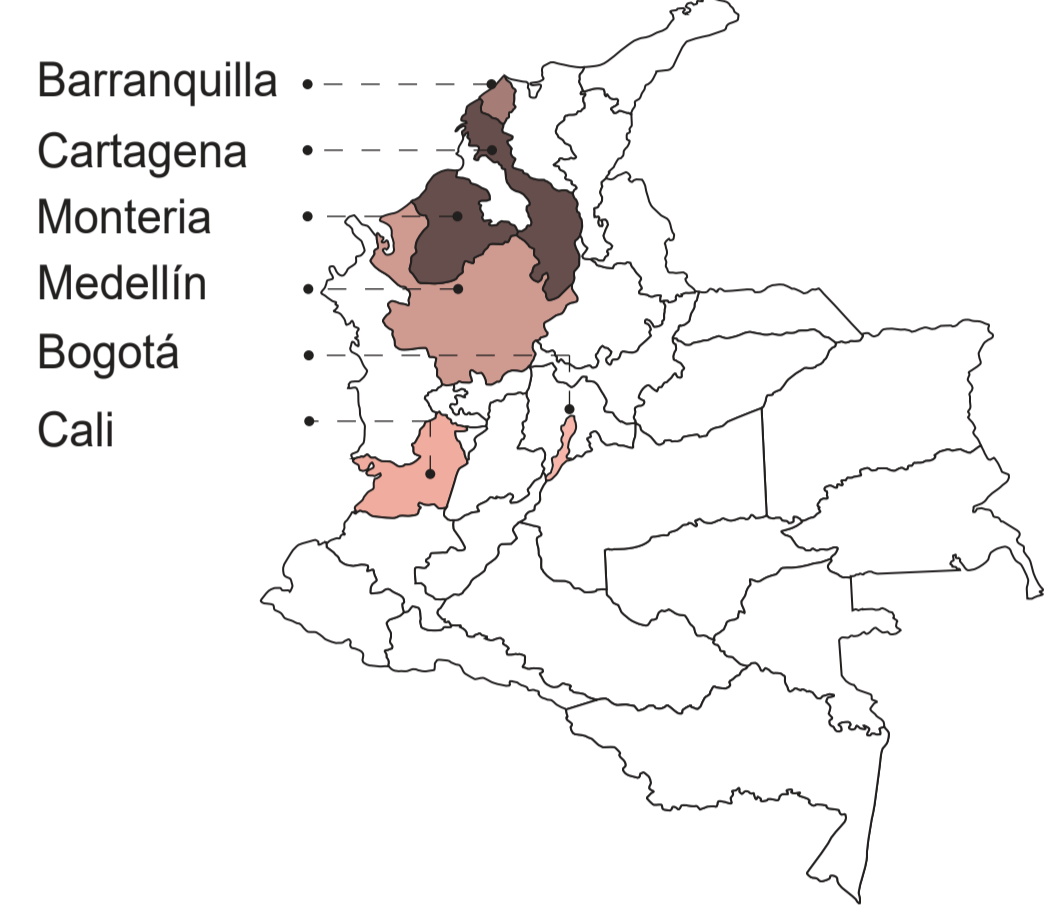 Barranquilla
Cartagena
Monteria
Medellín
Bogotá
Cali